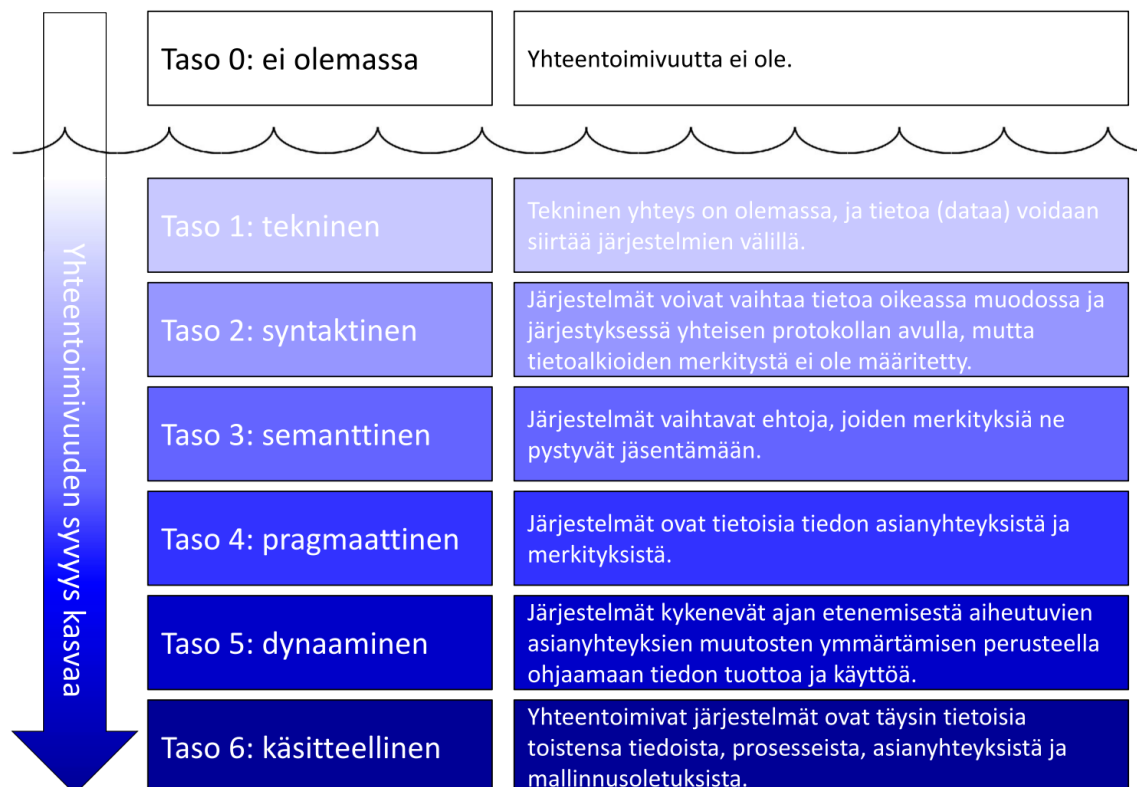 Yhteentoimivuuden syvyys kasvaa
Taso 0: ei olemassa
Yhteentoimivuutta ei ole.
Taso 1: tekninen
Tekninen yhteys on olemassa, ja tietoa (dataa) voidaan
siirtää järjestelmien välillä.
Taso 2: syntaktinen
Järjestelmät voivat vaihtaa tietoa oikeassa muodossa ja
järjestyksessä yhteisen protokollan avulla, mutta
tietoalkioiden merkitystä ei ole määritetty.
Taso 3: semanttinen
Järjestelmät vaihtavat ehtoja, joiden merkityksiä ne
pystyvät jäsentämään.
Taso 4: pragmaattinen
Järjestelmät ovat tietoisia tiedon asianyhteyksistä ja
merkityksistä.
Taso 5: dynaaminen
Järjestelmät kykenevät ajan etenemisestä aiheutuvien
asianyhteyksien muutosten ymmärtämisen perusteella
ohjaamaan tiedon tuottoa ja käyttöä.
Taso 6: käsitteellinen
Yhteentoimivat järjestelmät ovat täysin tietoisia
toistensa tiedoista, prosesseista, asianyhteyksistä ja
mallinnusoletuksista.